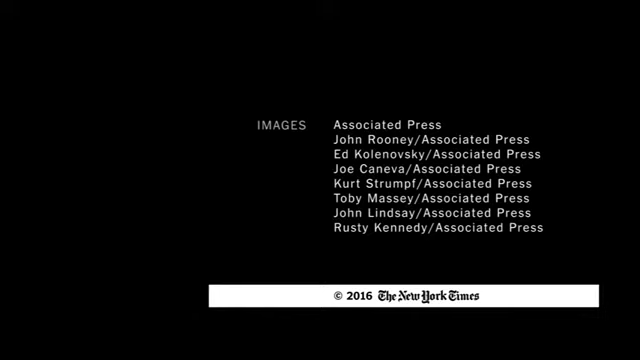 IMAGES Associated Press
John Rooney/Associated Press
Ed Kolenovsky/Associated Press
Joe Caneva/Associated Press
Kurt Strumpf/Associated Press
Toby Massey/Associated Press
John Lindsay/Associated Press
Rusty Kennedy/Associated Press
© 2016 The New York Times